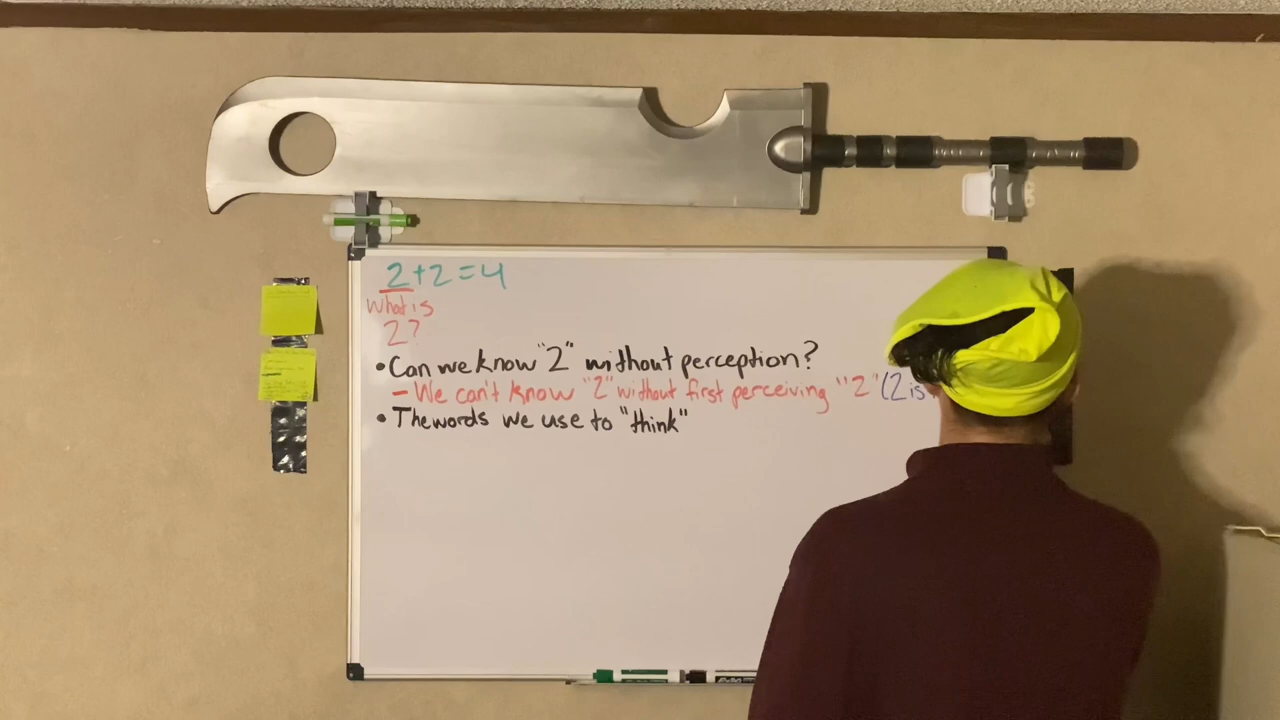 2+2=4
what is
2?
•Can we know "2" without perception?
- We can't know "2" without first perceiving "2" (2 is
• The words we use to "think"